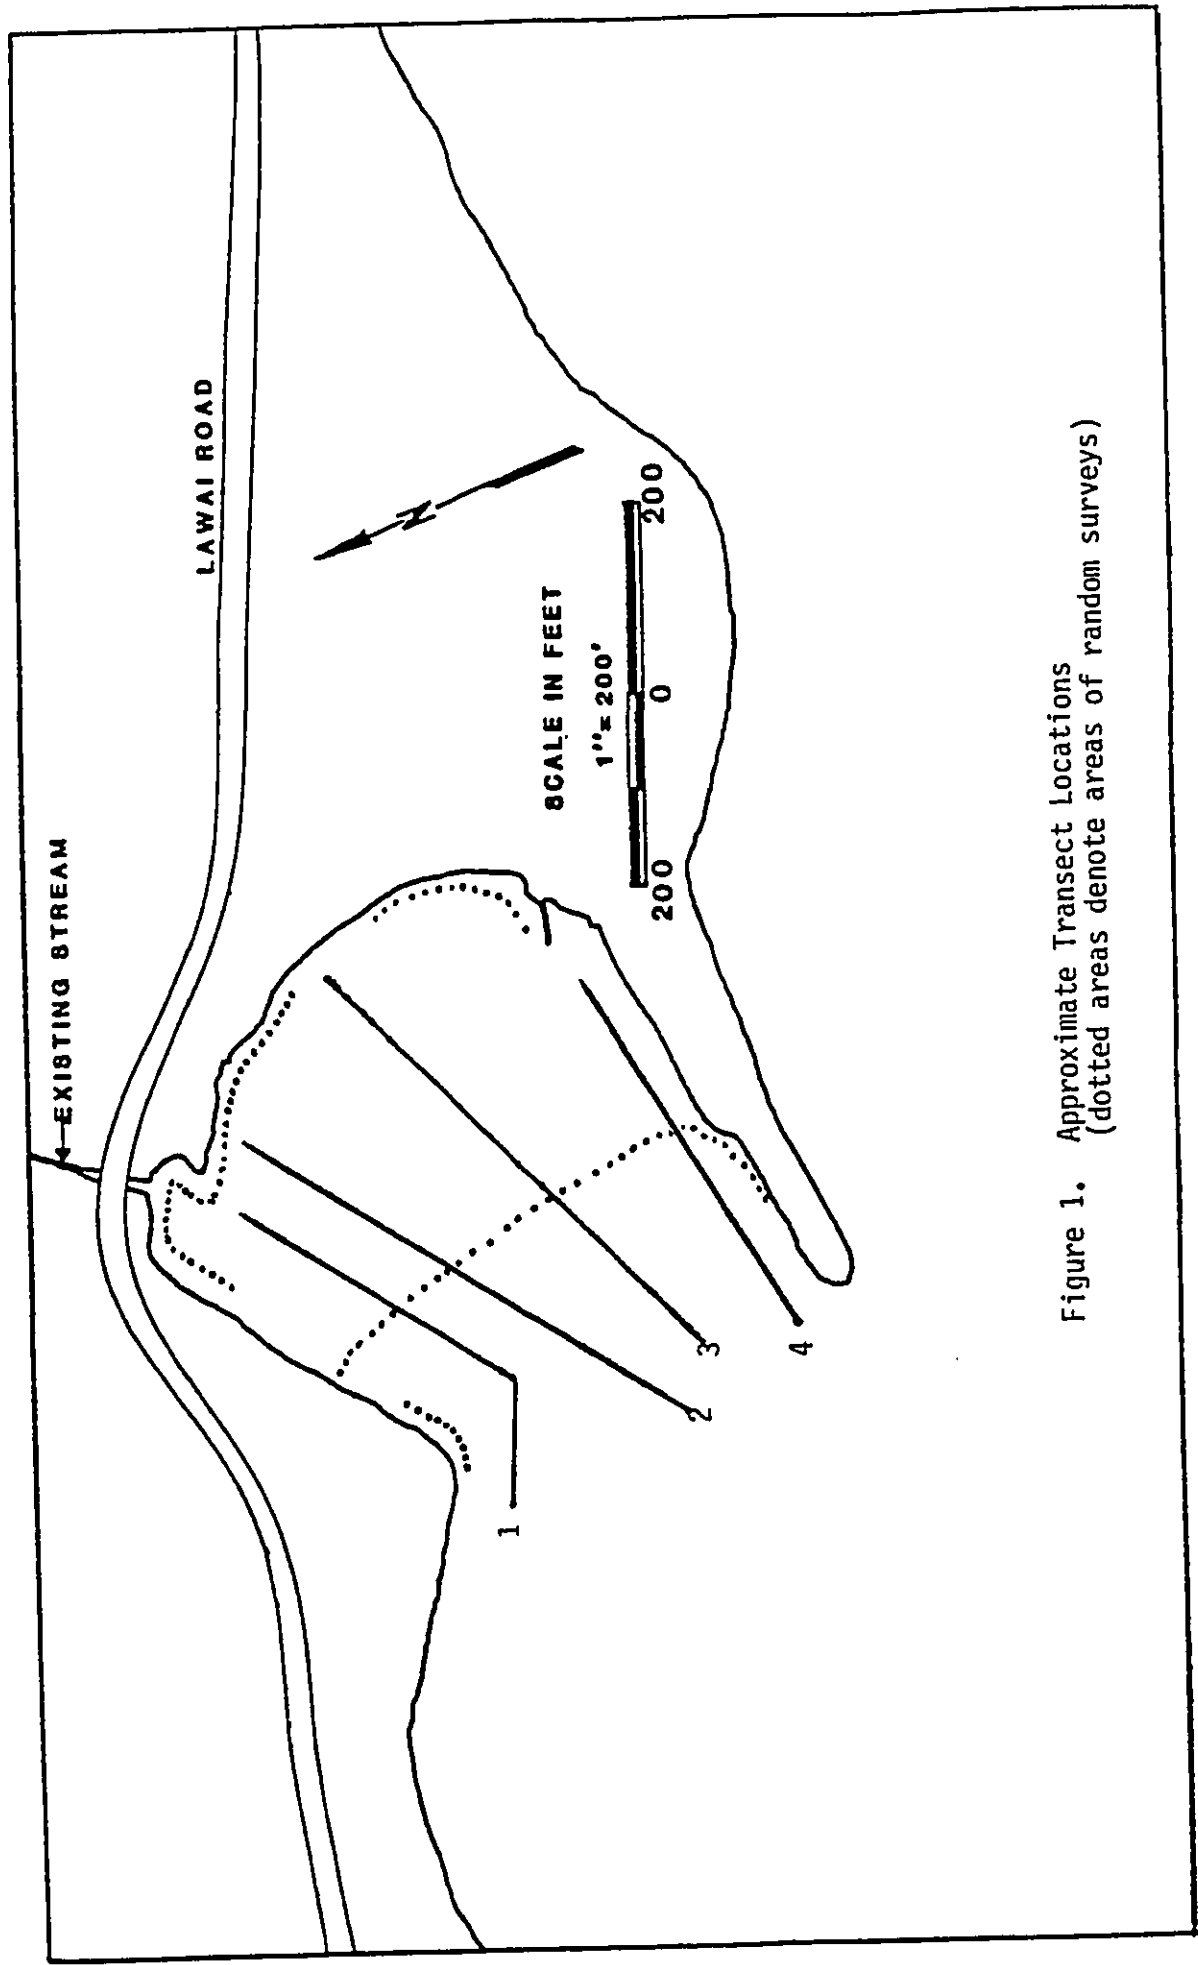 EXISTING STREAM
LAWAI ROAD
N
SCALE IN FEET
1"= 200'
200 0 200
1
2
3
4
Figure 1. Approximate Transect Locations
(dotted areas denote areas of random surveys)